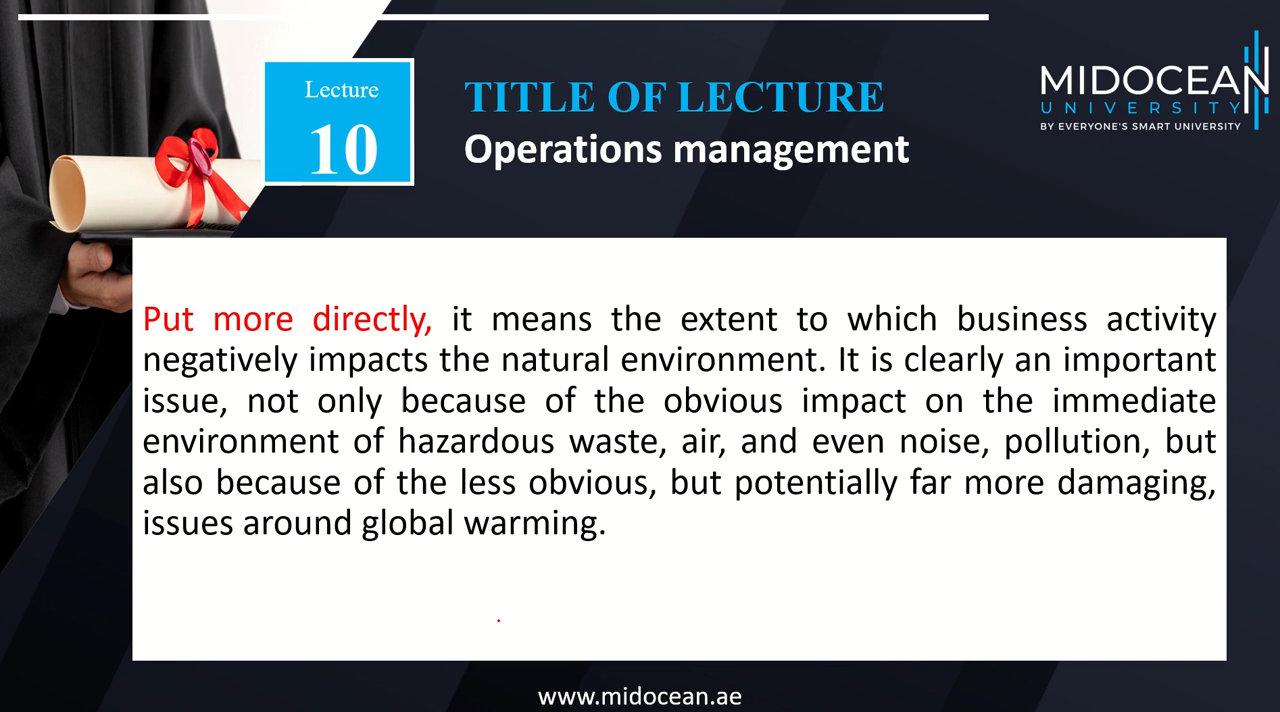 Lecture
10
TITLE OF LECTURE
Operations management
MIDOCEAN
UNIVERSITY
BY EVERYONE'S SMART UNIVERSITY
Put more directly, it means the extent to which business activity
negatively impacts the natural environment. It is clearly an important
issue, not only because of the obvious impact on the immediate
environment of hazardous waste, air, and even noise, pollution, but
also because of the less obvious, but potentially far more damaging,
issues around global warming.
www.midocean.ae